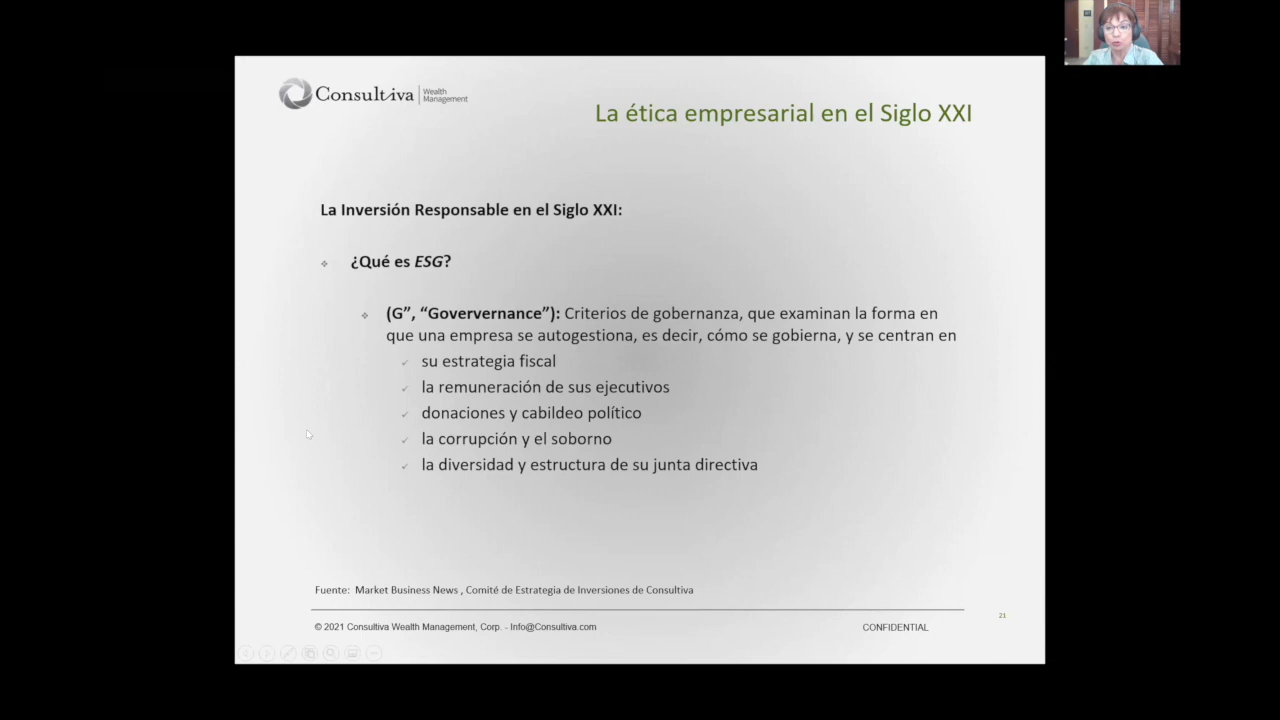 Consultiva Wealth
Management
La ética empresarial en el Siglo XXI
La Inversión Responsable en el Siglo XXI:
¿Qué es ESG?
(G”, “Goververnance”): Criterios de gobernanza, que examinan la forma en
que una empresa se autogestiona, es decir, cómo se gobierna, y se centran en
su estrategia fiscal
la remuneración de sus ejecutivos
donaciones y cabildeo político
la corrupción y el soborno
la diversidad y estructura de su junta directiva
Fuente: Market Business News , Comité de Estrategia de Inversiones de Consultiva
21
© 2021 Consultiva Wealth Management, Corp. - Info@Consultiva.com
CONFIDENTIAL